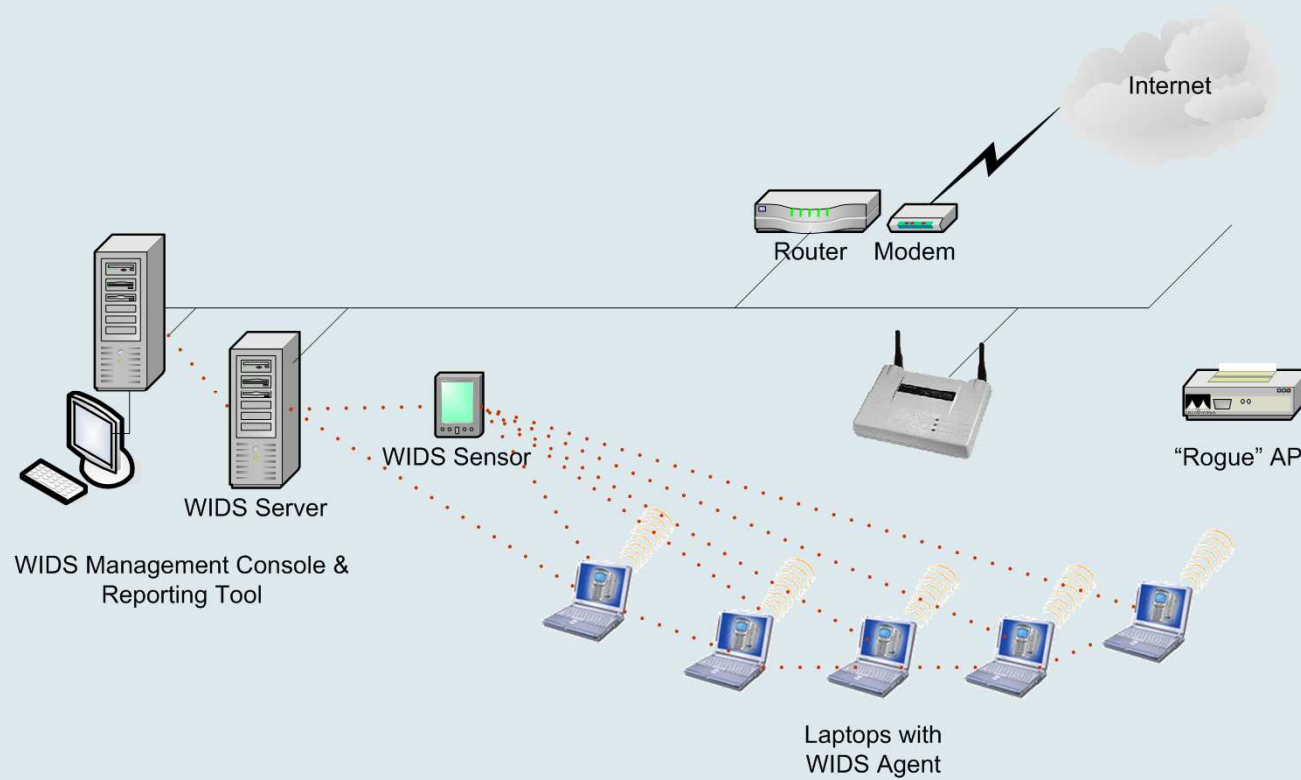 Internet
Router
Modem
WIDS Sensor
"Rogue" AP
WIDS Server
WIDS Management Console &
Reporting Tool
Laptops with
WIDS Agent